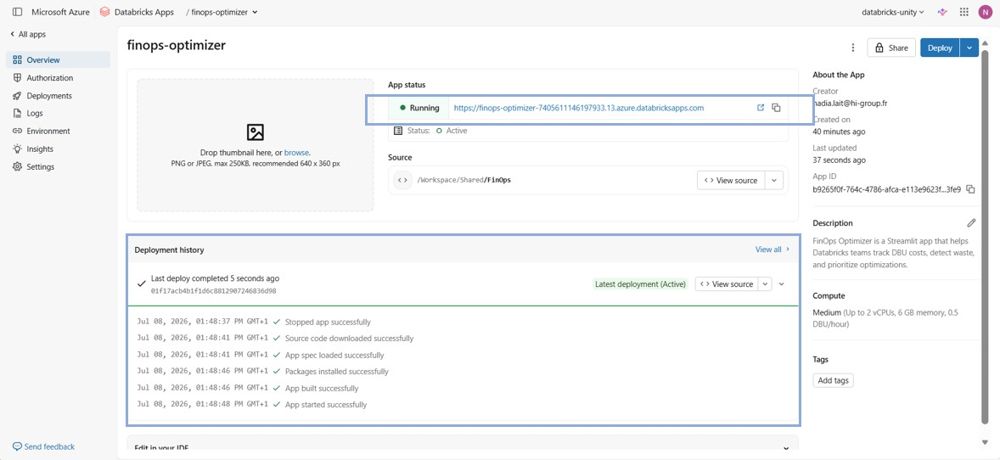 Microsoft Azure
Databricks Apps
/ finops-optimizer
databricks-unity
N
All apps
Overview
Authorization
Deployments
Logs
Environment
Insights
Settings
Send feedback
finops-optimizer
Share
Deploy
Drop thumbnail here, or browse.
PNG or JPEG, max 250KB, recommended 640 x 360 px
App status
Running
https://finops-optimizer-7405611146197933.13.azure.databricksapps.com
Status: Active
Source
/Workspace/Shared/FinOps
View source
Deployment history
View all
Last deploy completed 5 seconds ago
01f17acb4b1f1d6c8812907246836d98
Latest deployment (Active)
View source
Jul 08, 2026, 01:48:37 PM GMT+1 ✓ Stopped app successfully
Jul 08, 2026, 01:48:41 PM GMT+1 ✓ Source code downloaded successfully
Jul 08, 2026, 01:48:41 PM GMT+1 ✓ App spec loaded successfully
Jul 08, 2026, 01:48:46 PM GMT+1 ✓ Packages installed successfully
Jul 08, 2026, 01:48:46 PM GMT+1 ✓ App built successfully
Jul 08, 2026, 01:48:48 PM GMT+1 ✓ App started successfully
Edit in your IDE
About the App
Creator
nadia.lait@hi-group.fr
Created on
40 minutes ago
Last updated
37 seconds ago
App ID
b9265f0f-764c-4786-afca-e113e9623f...3fe9
Description
FinOps Optimizer is a Streamlit app that helps
Databricks teams track DBU costs, detect waste,
and prioritize optimizations.
Compute
Medium (Up to 2 vCPUs, 6 GB memory, 0.5
DBU/hour)
Tags
Add tags